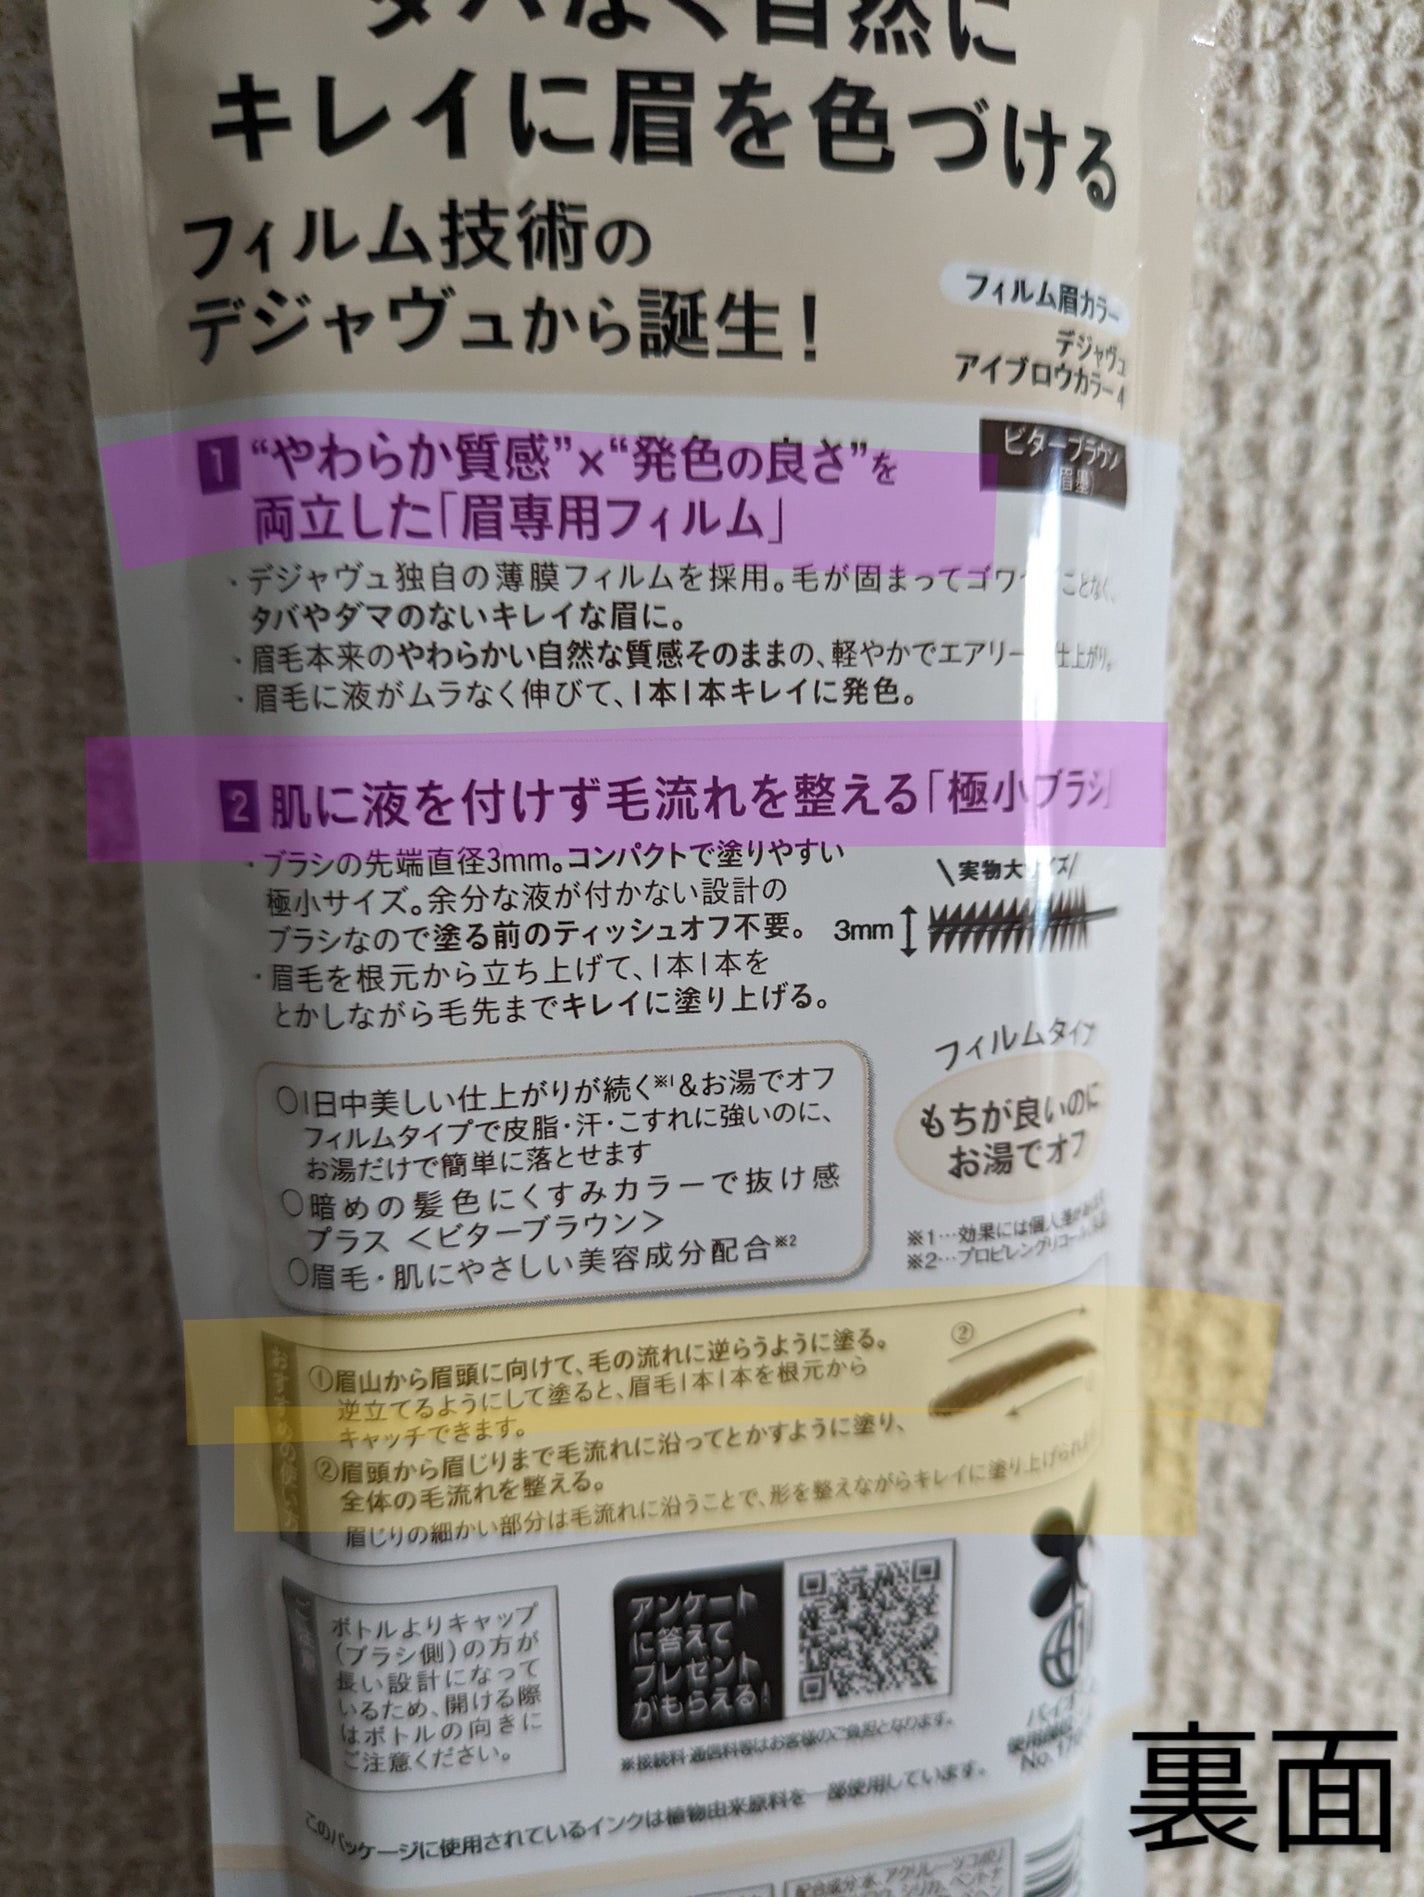 タバなく自然に
キレイに眉を色づける
フィルム技術の
デジャヴュから誕生！
フィルム眉カラー
デジャヴュ
アイブロウカラー 4
ビターブラウン
(眉墨)
1 “やわらか質感”×“発色の良さ”を
両立した「眉専用フィルム」
・デジャヴュ独自の薄膜フィルムを採用。毛が固まってゴワ ことなく、
タバやダマのないキレイな眉に。
・眉毛本来のやわらかい自然な質感そのままの、軽やかでエアリー 仕上がり。
・眉毛に液がムラなく伸びて、1本1本キレイに発色。
2 肌に液を付けず毛流れを整える「極小ブラシ」
・ブラシの先端直径3mm。コンパクトで塗りやすい
極小サイズ。余分な液が付かない設計の
ブラシなので塗る前のティッシュオフ不要。
・眉毛を根元から立ち上げて、1本1本を
とかしながら毛先までキレイに塗り上げる。
\実物大サイズ/
3mm
○1日中美しい仕上がりが続く※1&お湯でオフ
フィルムタイプで皮脂・汗・こすれに強いのに、
お湯だけで簡単に落とせます
○暗めの髪色にくすみカラーで抜け感
プラス ＜ビターブラウン＞
○眉毛・肌にやさしい美容成分配合※2
フィルムタイプ
もちが良いのに
お湯でオフ
※1…効果には個人差が
※2…プロピレングリコール
おすすめの使い方
①眉山から眉頭に向けて、毛の流れに逆らうように塗る。
逆立てるようにして塗ると、眉毛1本1本を根元から
キャッチできます。
②眉頭から眉じりまで毛流れに沿ってとかすように塗り、
全体の毛流れを整える。
眉じりの細かい部分は毛流れに沿うことで、形を整えながらキレイに塗り上げられ
②
ボトルよりキャップ
(ブラシ側)の方が
長い設計になって
いるため、開ける際
はボトルの向きに
ご注意ください。
アンケート
に答えて
プレゼント
がもらえる!
※接続料・通信料等はお客様のご負担となります。
バイオ
No.17
このパッケージに使用されているインクは植物由来原料を一部使用しています。
裏面